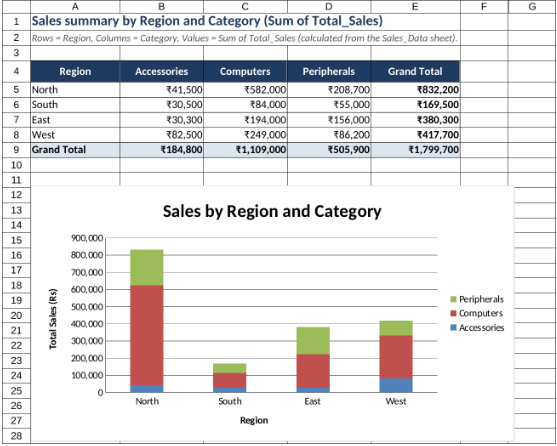 A B C D E F G
1 Sales summary by Region and Category (Sum of Total_Sales)
2 Rows = Region, Columns = Category, Values = Sum of Total_Sales (calculated from the Sales_Data sheet).
3
4 Region Accessories Computers Peripherals Grand Total
5 North ₹41,500 ₹582,000 ₹208,700 ₹832,200
6 South ₹30,500 ₹84,000 ₹55,000 ₹169,500
7 East ₹30,300 ₹194,000 ₹156,000 ₹380,300
8 West ₹82,500 ₹249,000 ₹86,200 ₹417,700
9 Grand Total ₹184,800 ₹1,109,000 ₹505,900 ₹1,799,700
10
11
12
13 Sales by Region and Category
14
15 900,000
16 800,000
17 700,000
18 600,000
19 500,000 Peripherals
20 400,000 Computers
21 300,000 Accessories
22 200,000
23 100,000
24 0
25 North South East West
26 Region
27
28
Total Sales (Rs)